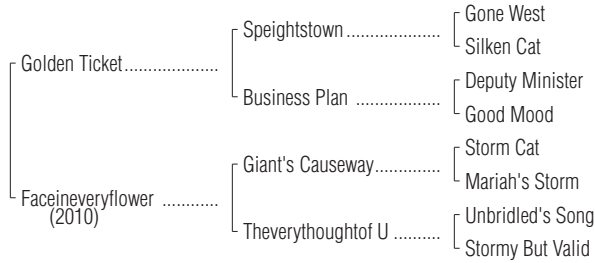 Gone West
Speightstown
Silken Cat
Golden Ticket
Deputy Minister
Business Plan
Good Mood
Storm Cat
Giant's Causeway
Mariah's Storm
Faceineveryflower
(2010)
Unbridled's Song
Theverythoughtof U
Stormy But Valid